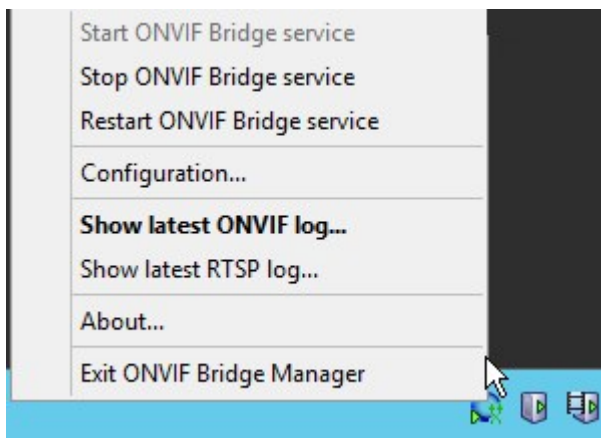 Start ONVIF Bridge service
Stop ONVIF Bridge service
Restart ONVIF Bridge service
Configuration...
Show latest ONVIF log...
Show latest RTSP log...
About...
Exit ONVIF Bridge Manager